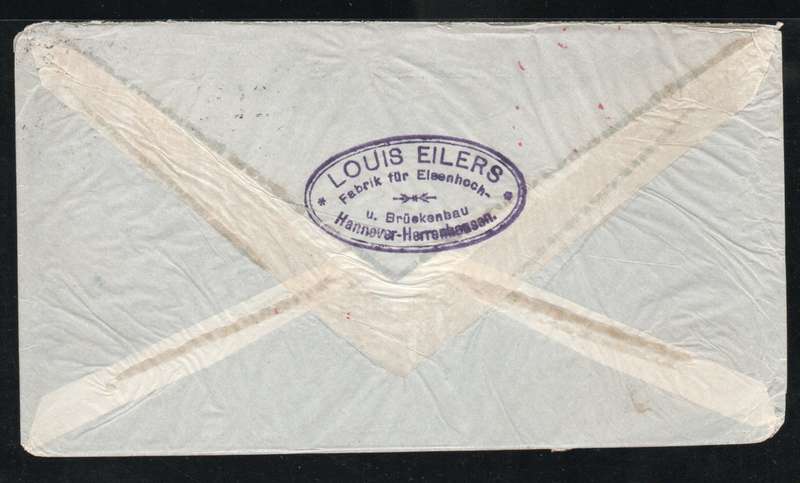 LOUIS EILERS
Fabrik für Eisenhoch-
u. Brückenbau
Hannover-Herrenhausen.